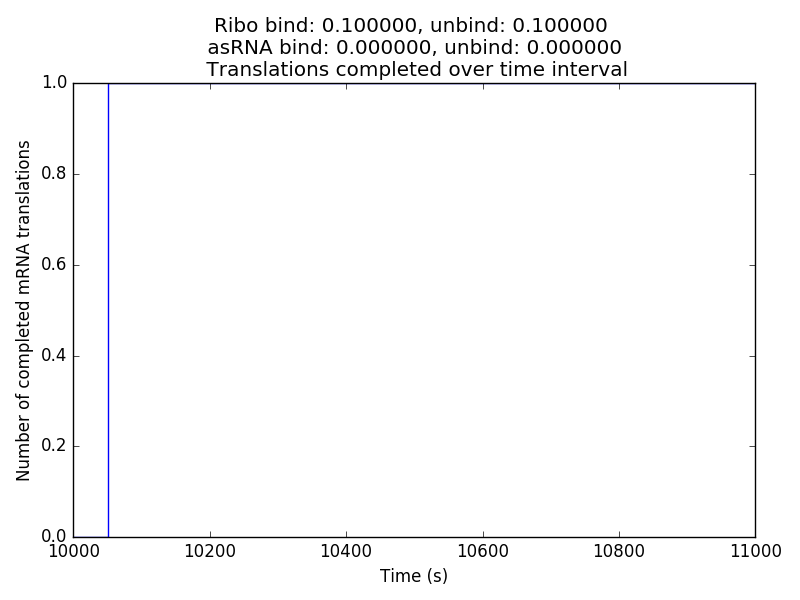 Ribo bind: 0.100000, unbind: 0.100000
asRNA bind: 0.000000, unbind: 0.000000
Translations completed over time interval
1.0
0.8
0.6
0.4
0.2
0.0
Number of completed mRNA translations
10000 10200 10400 10600 10800 11000
Time (s)